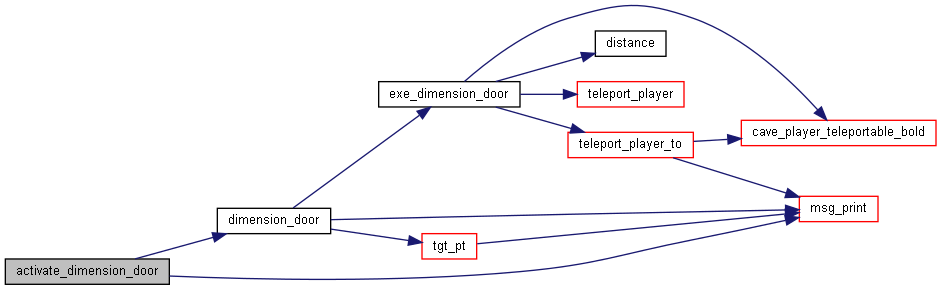 distance
exe_dimension_door
teleport_player
cave_player_teleportable_bold
teleport_player_to
msg_print
dimension_door
tgt_pt
activate_dimension_door